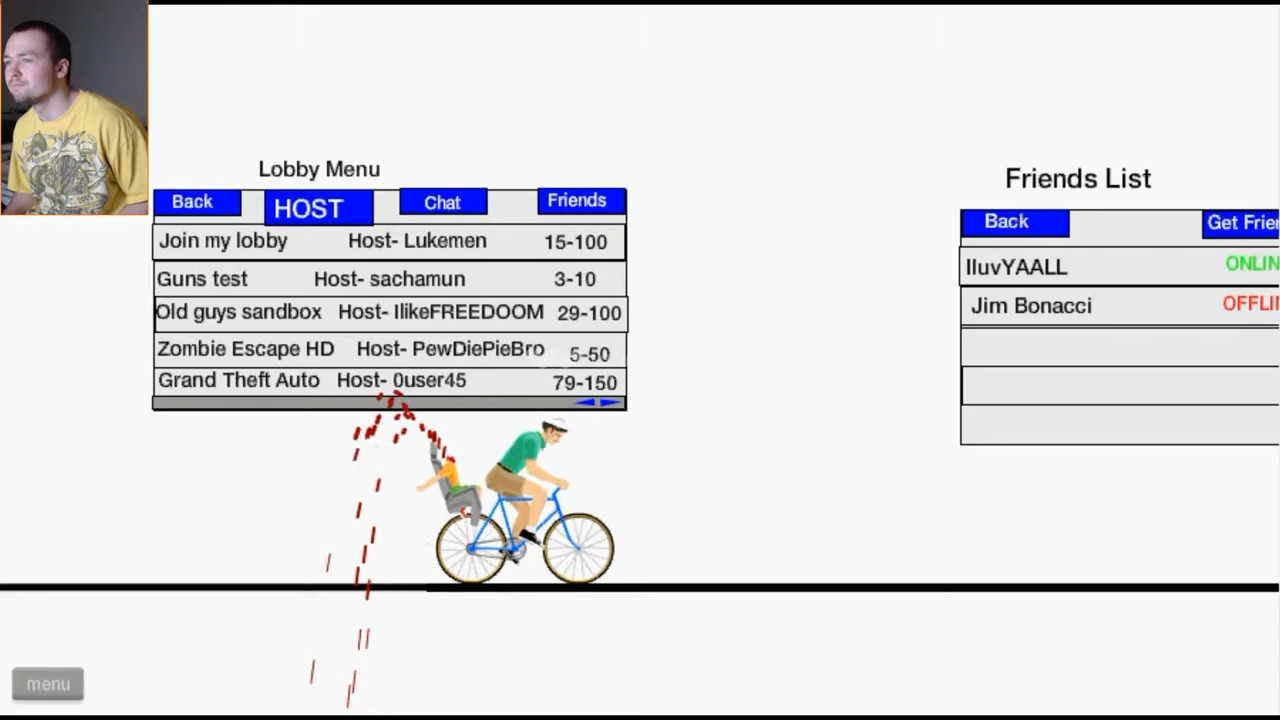 Lobby Menu
Back HOST Chat Friends
Join my lobby Host- Lukemen 15-100
Guns test Host- sachamun 3-10
Old guys sandbox Host- IlikeFREEDOOM 29-100
Zombie Escape HD Host- PewDiePieBro 5-50
Grand Theft Auto Host- 0user45 79-150
Friends List
Back Get Frier
IluvYAALL ONLIN
Jim Bonacci OFFLI
menu